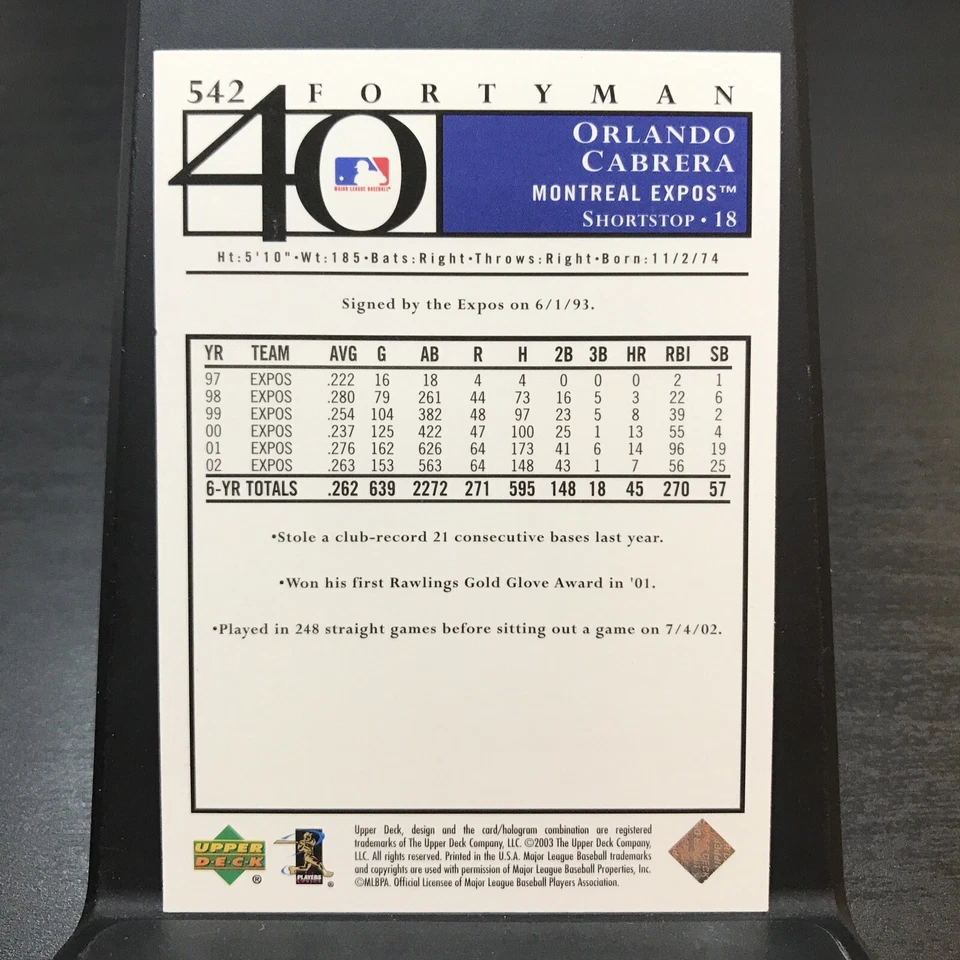 542 FORTYMAN
40
MAJOR LEAGUE BASEBALL
ORLANDO
CABRERA
MONTREAL EXPOS™
SHORTSTOP • 18
Ht:5'10"•Wt:185•Bats:Right•Throws:Right•Born:11/2/74
Signed by the Expos on 6/1/93.
YR TEAM AVG G AB R H 2B 3B HR RBI SB
97 EXPOS .222 16 18 4 4 0 0 0 2 1
98 EXPOS .280 79 261 44 73 16 5 3 22 6
99 EXPOS .254 104 382 48 97 23 5 8 39 2
00 EXPOS .237 125 422 47 100 25 1 13 55 4
01 EXPOS .276 162 626 64 173 41 6 14 96 19
02 EXPOS .263 153 563 64 148 43 1 7 56 25
6-YR TOTALS .262 639 2272 271 595 148 18 45 270 57
•Stole a club-record 21 consecutive bases last year.
•Won his first Rawlings Gold Glove Award in '01.
•Played in 248 straight games before sitting out a game on 7/4/02.
UPPER
DECK
®
PLAYERS
CHOICE
®
Upper Deck, design and the card/hologram combination are registered
trademarks of The Upper Deck Company, LLC. ©2003 The Upper Deck Company,
LLC. All rights reserved. Printed in the U.S.A. Major League Baseball trademarks
and copyrights are used with permission of Major League Baseball Properties, Inc.
©MLBPA. Official Licensee of Major League Baseball Players Association.